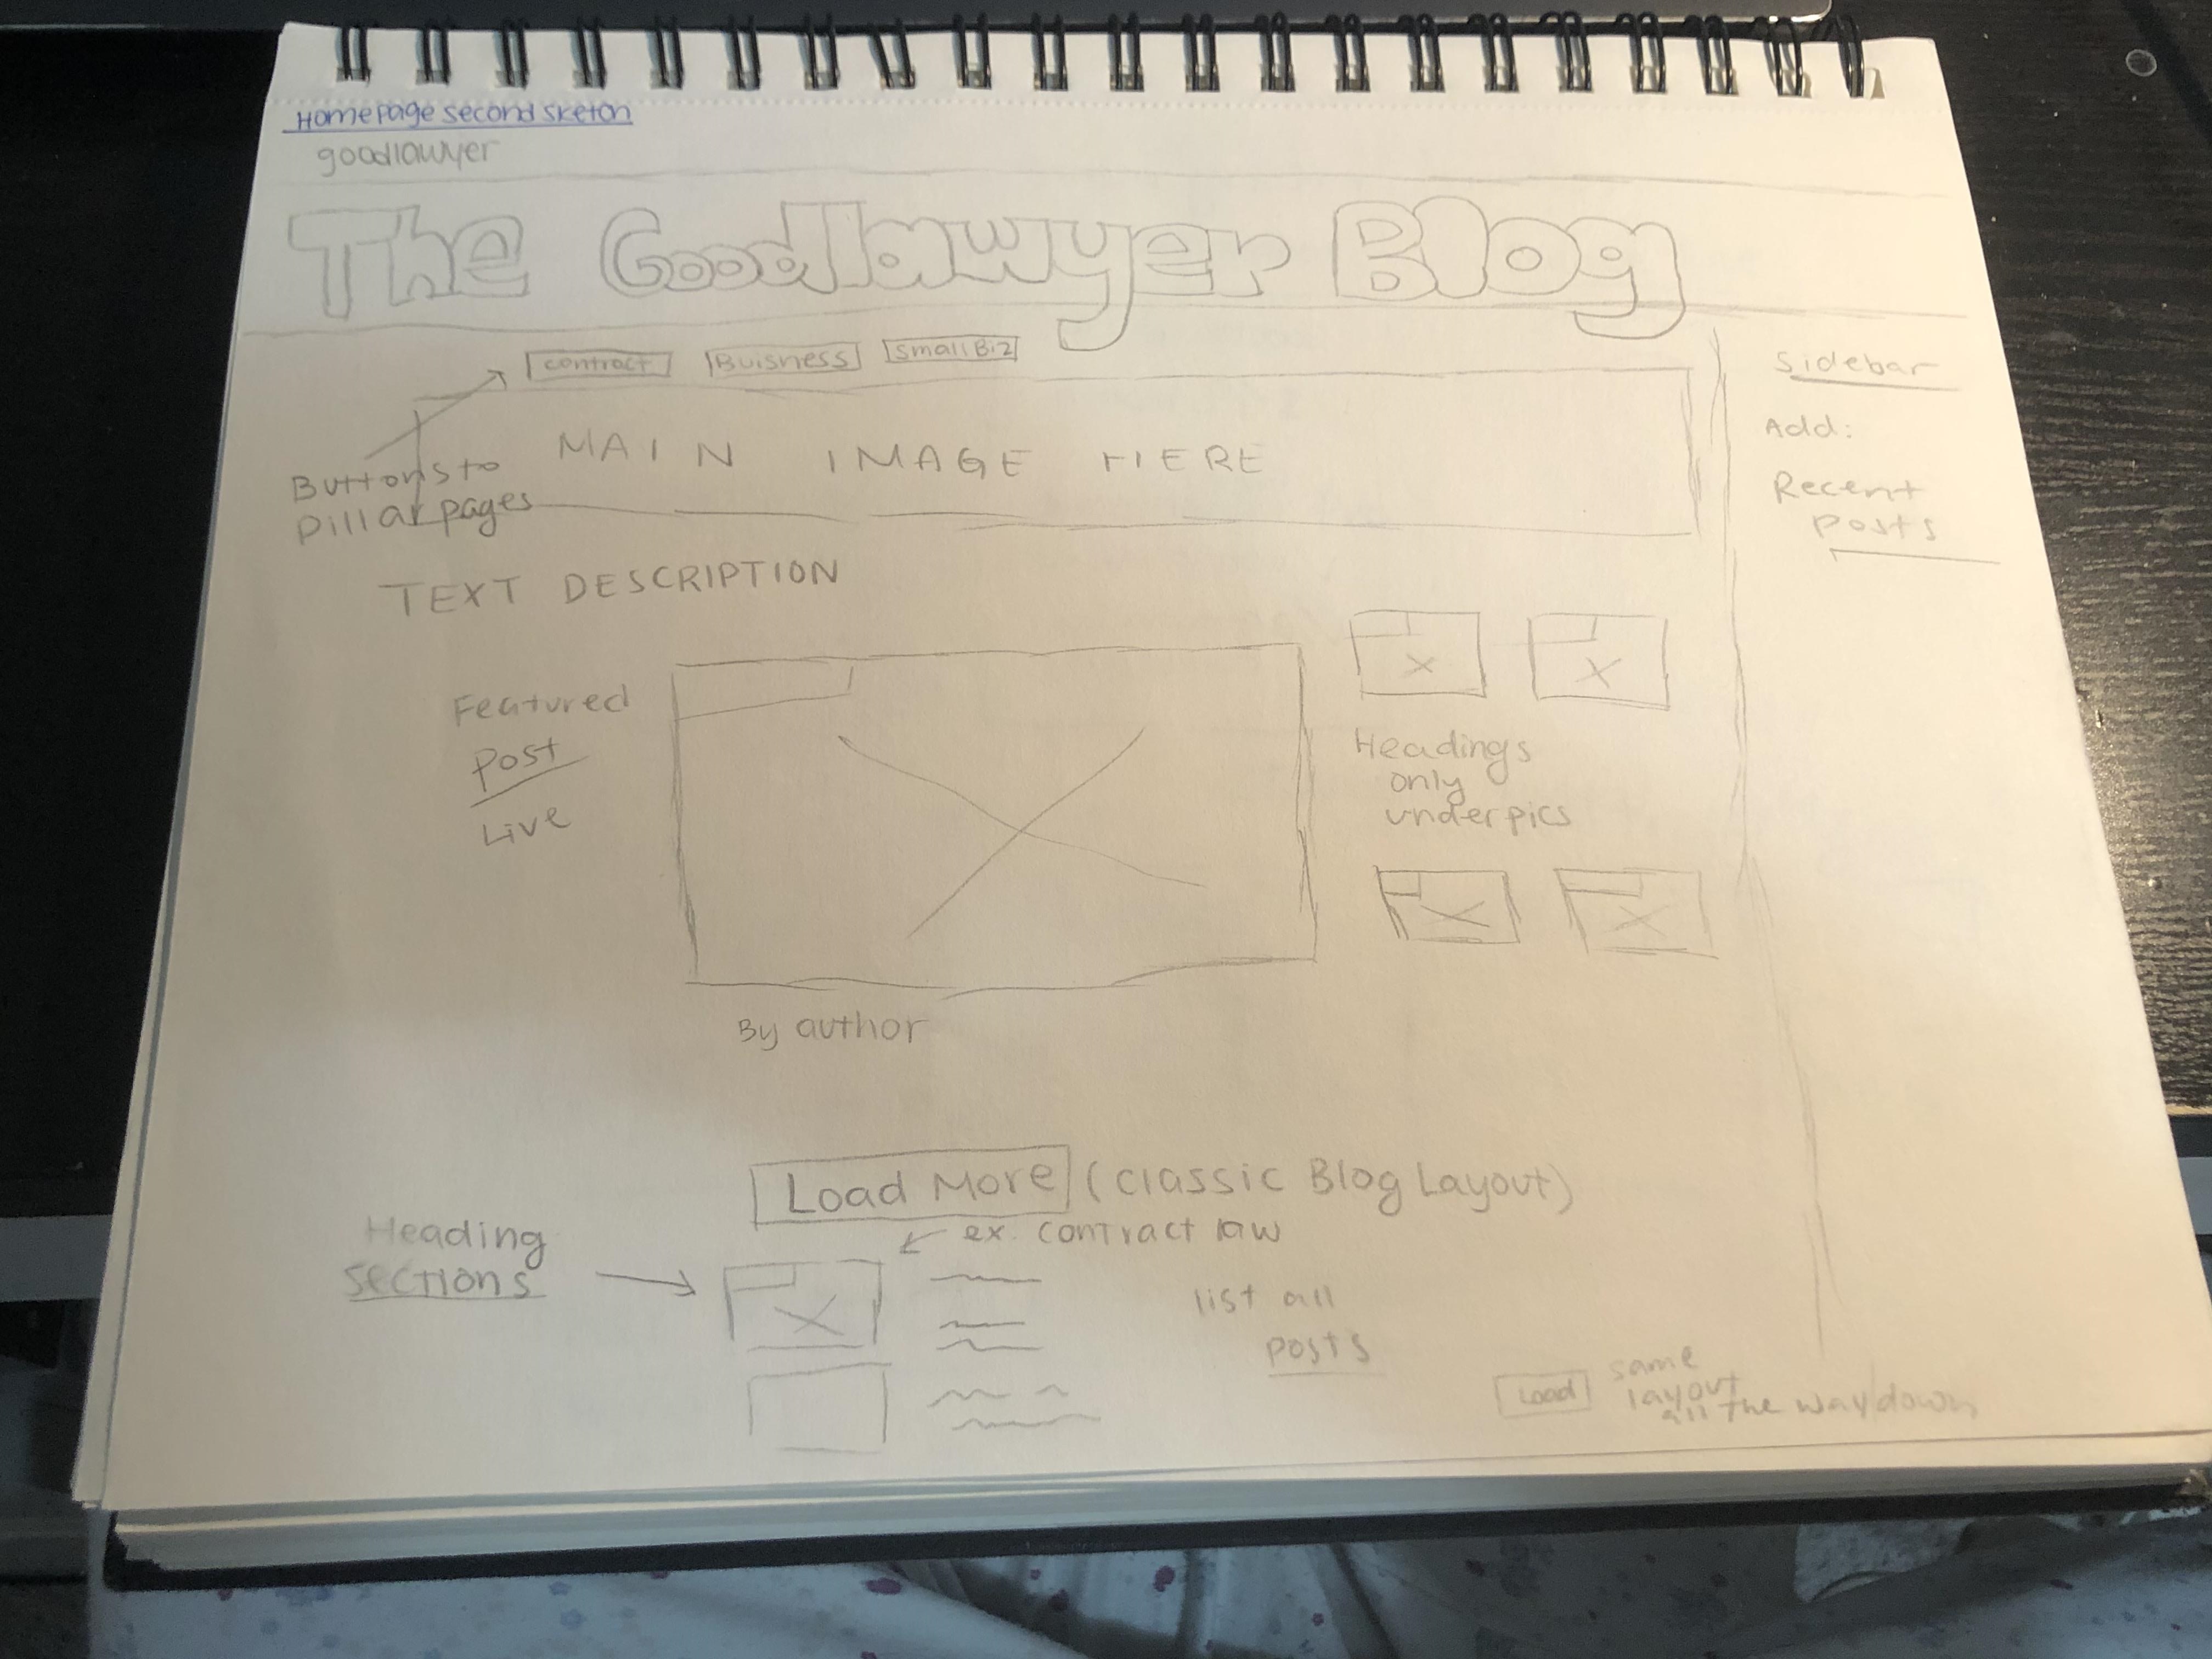 Homepage second sketch
goodlawyer
The Goodlawyer Blog
contract
Buisness
Small Biz
Sidebar
Add:
Recent
posts
Buttons to
pillar pages
MAIN IMAGE HERE
TEXT DESCRIPTION
Featured
Post
Live
Headings
only
under pics
By author
Load More (Classic Blog Layout)
ex. contract law
Heading
sections
list all
posts
Load
same
layout
all the way down